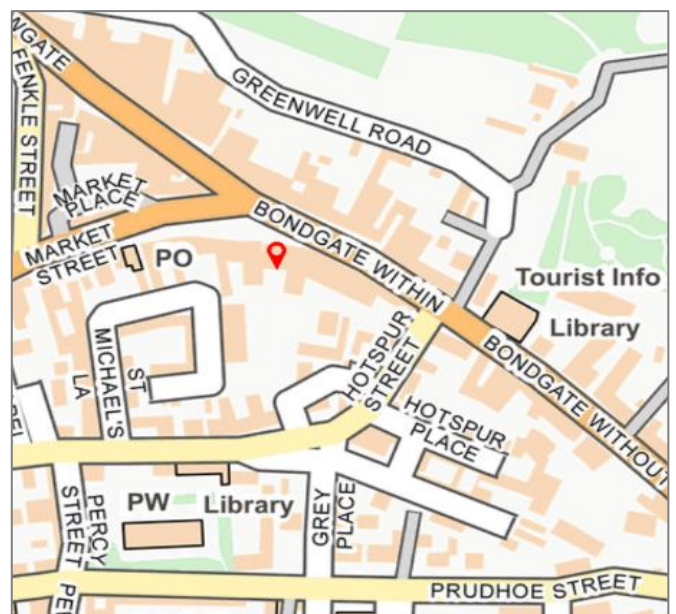 WGATE
FENKLE STREET
GREENWELL ROAD
MARKET
PLACE
BONDGATE WITHIN
MARKET
STREET
PO
Tourist Info
Library
HOTSPUR
STREET
BONDGATE WITHOUT
ST
MICHAEL'S
LA
HOTSPUR
PLACE
PERCY
STREET
PW
Library
GREY
PLACE
PRUDHOE STREET